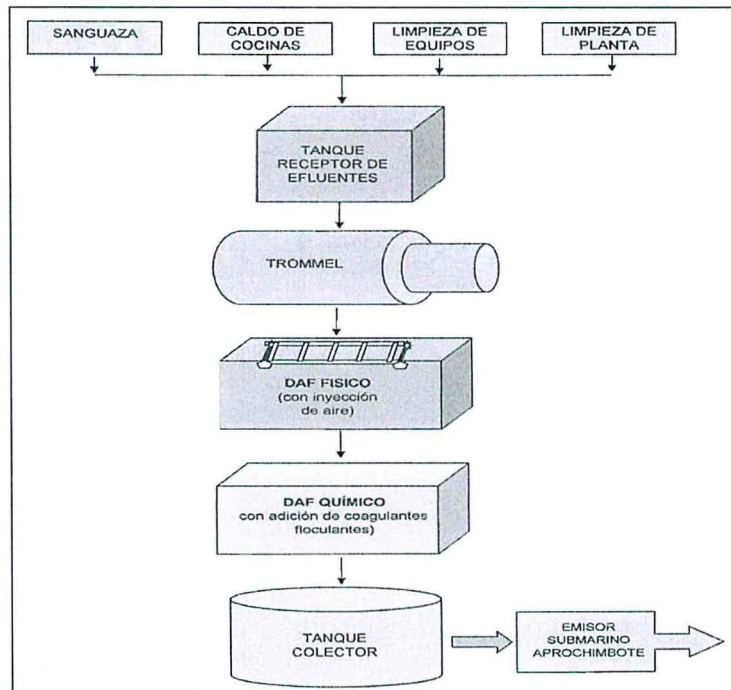 SANGUAZA
CALDO DE
COCINAS
LIMPIEZA DE
EQUIPOS
LIMPIEZA DE
PLANTA
TANQUE
RECEPTOR DE
EFLUENTES
TROMMEL
DAF FISICO
(con inyección
de aire)
DAF QUÍMICO
con adición de coagulantes
floculantes)
TANQUE
COLECTOR
EMISOR
SUBMARINO
APROCHIMBOTE